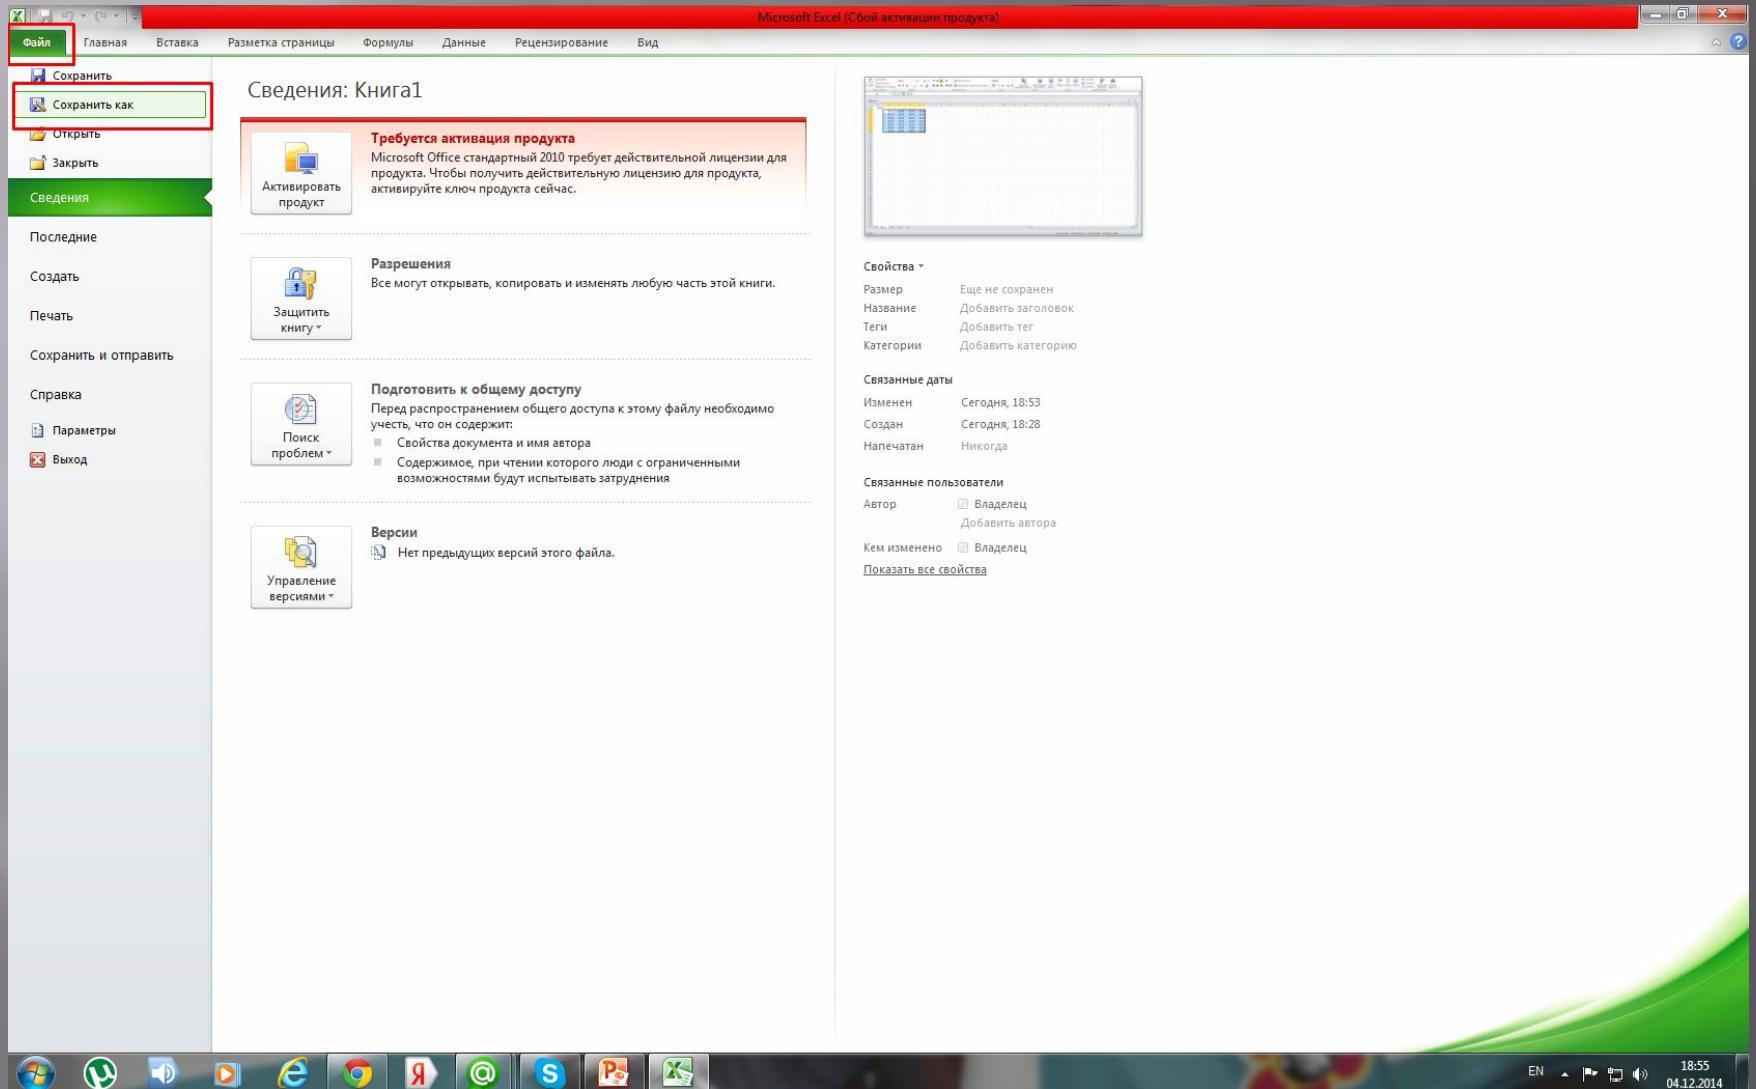 Microsoft Excel (Сбой активации продукта)
Файл Главная Вставка Разметка страницы Формулы Данные Рецензирование Вид
Сохранить
Сохранить как
Открыть
Закрыть
Сведения
Последние
Создать
Печать
Сохранить и отправить
Справка
Параметры
Выход
Сведения: Книга1
Активировать
продукт
Требуется активация продукта
Microsoft Office стандартный 2010 требует действительной лицензии для
продукта. Чтобы получить действительную лицензию для продукта,
активируйте ключ продукта сейчас.
Защитить
книгу
Разрешения
Все могут открывать, копировать и изменять любую часть этой книги.
Поиск
проблем
Подготовить к общему доступу
Перед распространением общего доступа к этому файлу необходимо
учесть, что он содержит:
Свойства документа и имя автора
Содержимое, при чтении которого люди с ограниченными
возможностями будут испытывать затруднения
Управление
версиями
Версии
Нет предыдущих версий этого файла.
Свойства
Размер Еще не сохранен
Название Добавить заголовок
Теги Добавить тег
Категории Добавить категорию
Связанные даты
Изменен Сегодня, 18:53
Создан Сегодня, 18:28
Напечатан Никогда
Связанные пользователи
Автор Владелец
Добавить автора
Кем изменено Владелец
Показать все свойства
EN
18:55
04.12.2014